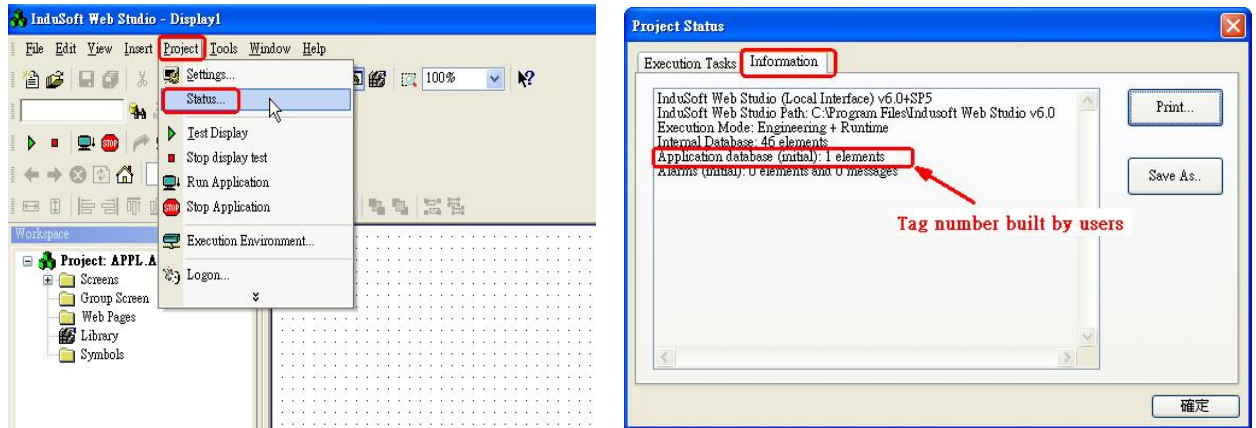 InduSoft Web Studio - Display1
File Edit View Insert Project Tools Window Help
100%
Settings...
Status...
Test Display
Stop display test
Run Application
Stop Application
Execution Environment...
Logon...
Workspace
Project: APPL.A
Screens
Group Screen
Web Pages
Library
Symbols
Project Status
Execution Tasks Information
InduSoft Web Studio (Local Interface) v6.0+SP5
InduSoft Web Studio Path: C:\Program Files\Indusoft Web Studio v6.0
Execution Mode: Engineering + Runtime
Internal Database: 46 elements
Application database (initial): 1 elements
Alarms (initial): 0 elements and 0 messages
Print...
Save As..
Tag number built by users
確定